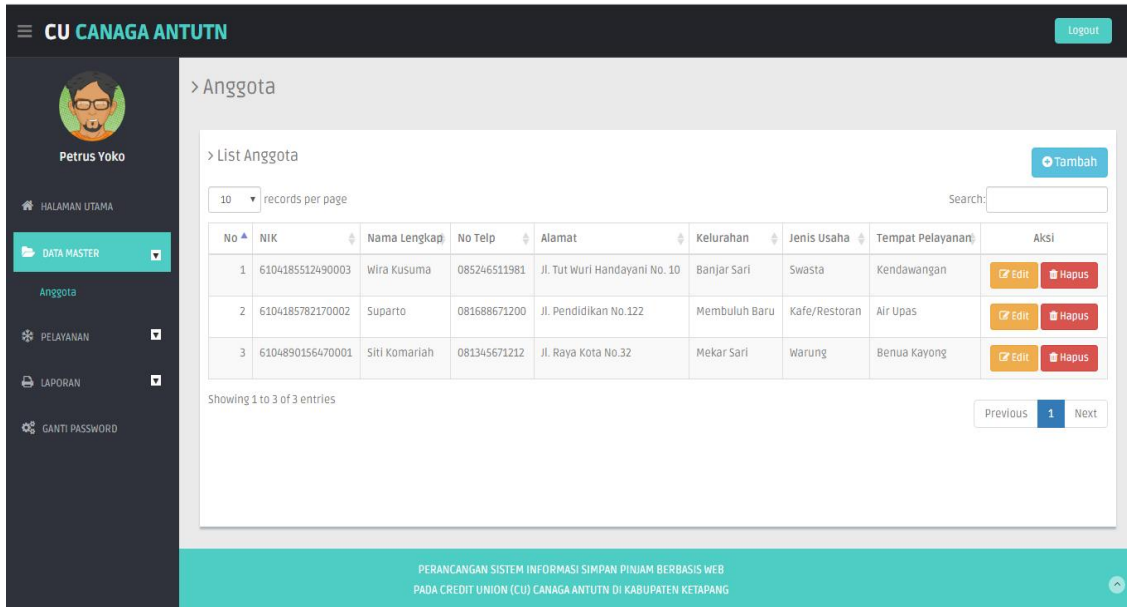 CU CANAGA ANTUTN
Logout
Petrus Yoko
HALAMAN UTAMA
DATA MASTER
Anggota
PELAYANAN
LAPORAN
GANTI PASSWORD
> Anggota
> List Anggota
Tambah
10 records per page
Search:
No NIK Nama Lengkap No Telp Alamat Kelurahan Jenis Usaha Tempat Pelayanan Aksi
1 6104185512490003 Wira Kusuma 085246511981 Jl. Tut Wuri Handayani No. 10 Banjar Sari Swasta Kendawangan Edit Hapus
2 6104185782170002 Suparto 081688671200 Jl. Pendidikan No.122 Membuluh Baru Kafe/Restoran Air Upas Edit Hapus
3 6104890156470001 Siti Komariah 081345671212 Jl. Raya Kota No.32 Mekar Sari Warung Benua Kayong Edit Hapus
Showing 1 to 3 of 3 entries
Previous 1 Next
PERANCANGAN SISTEM INFORMASI SIMPAN PINJAM BERBASIS WEB
PADA CREDIT UNION (CU) CANAGA ANTUTN DI KABUPATEN KETAPANG